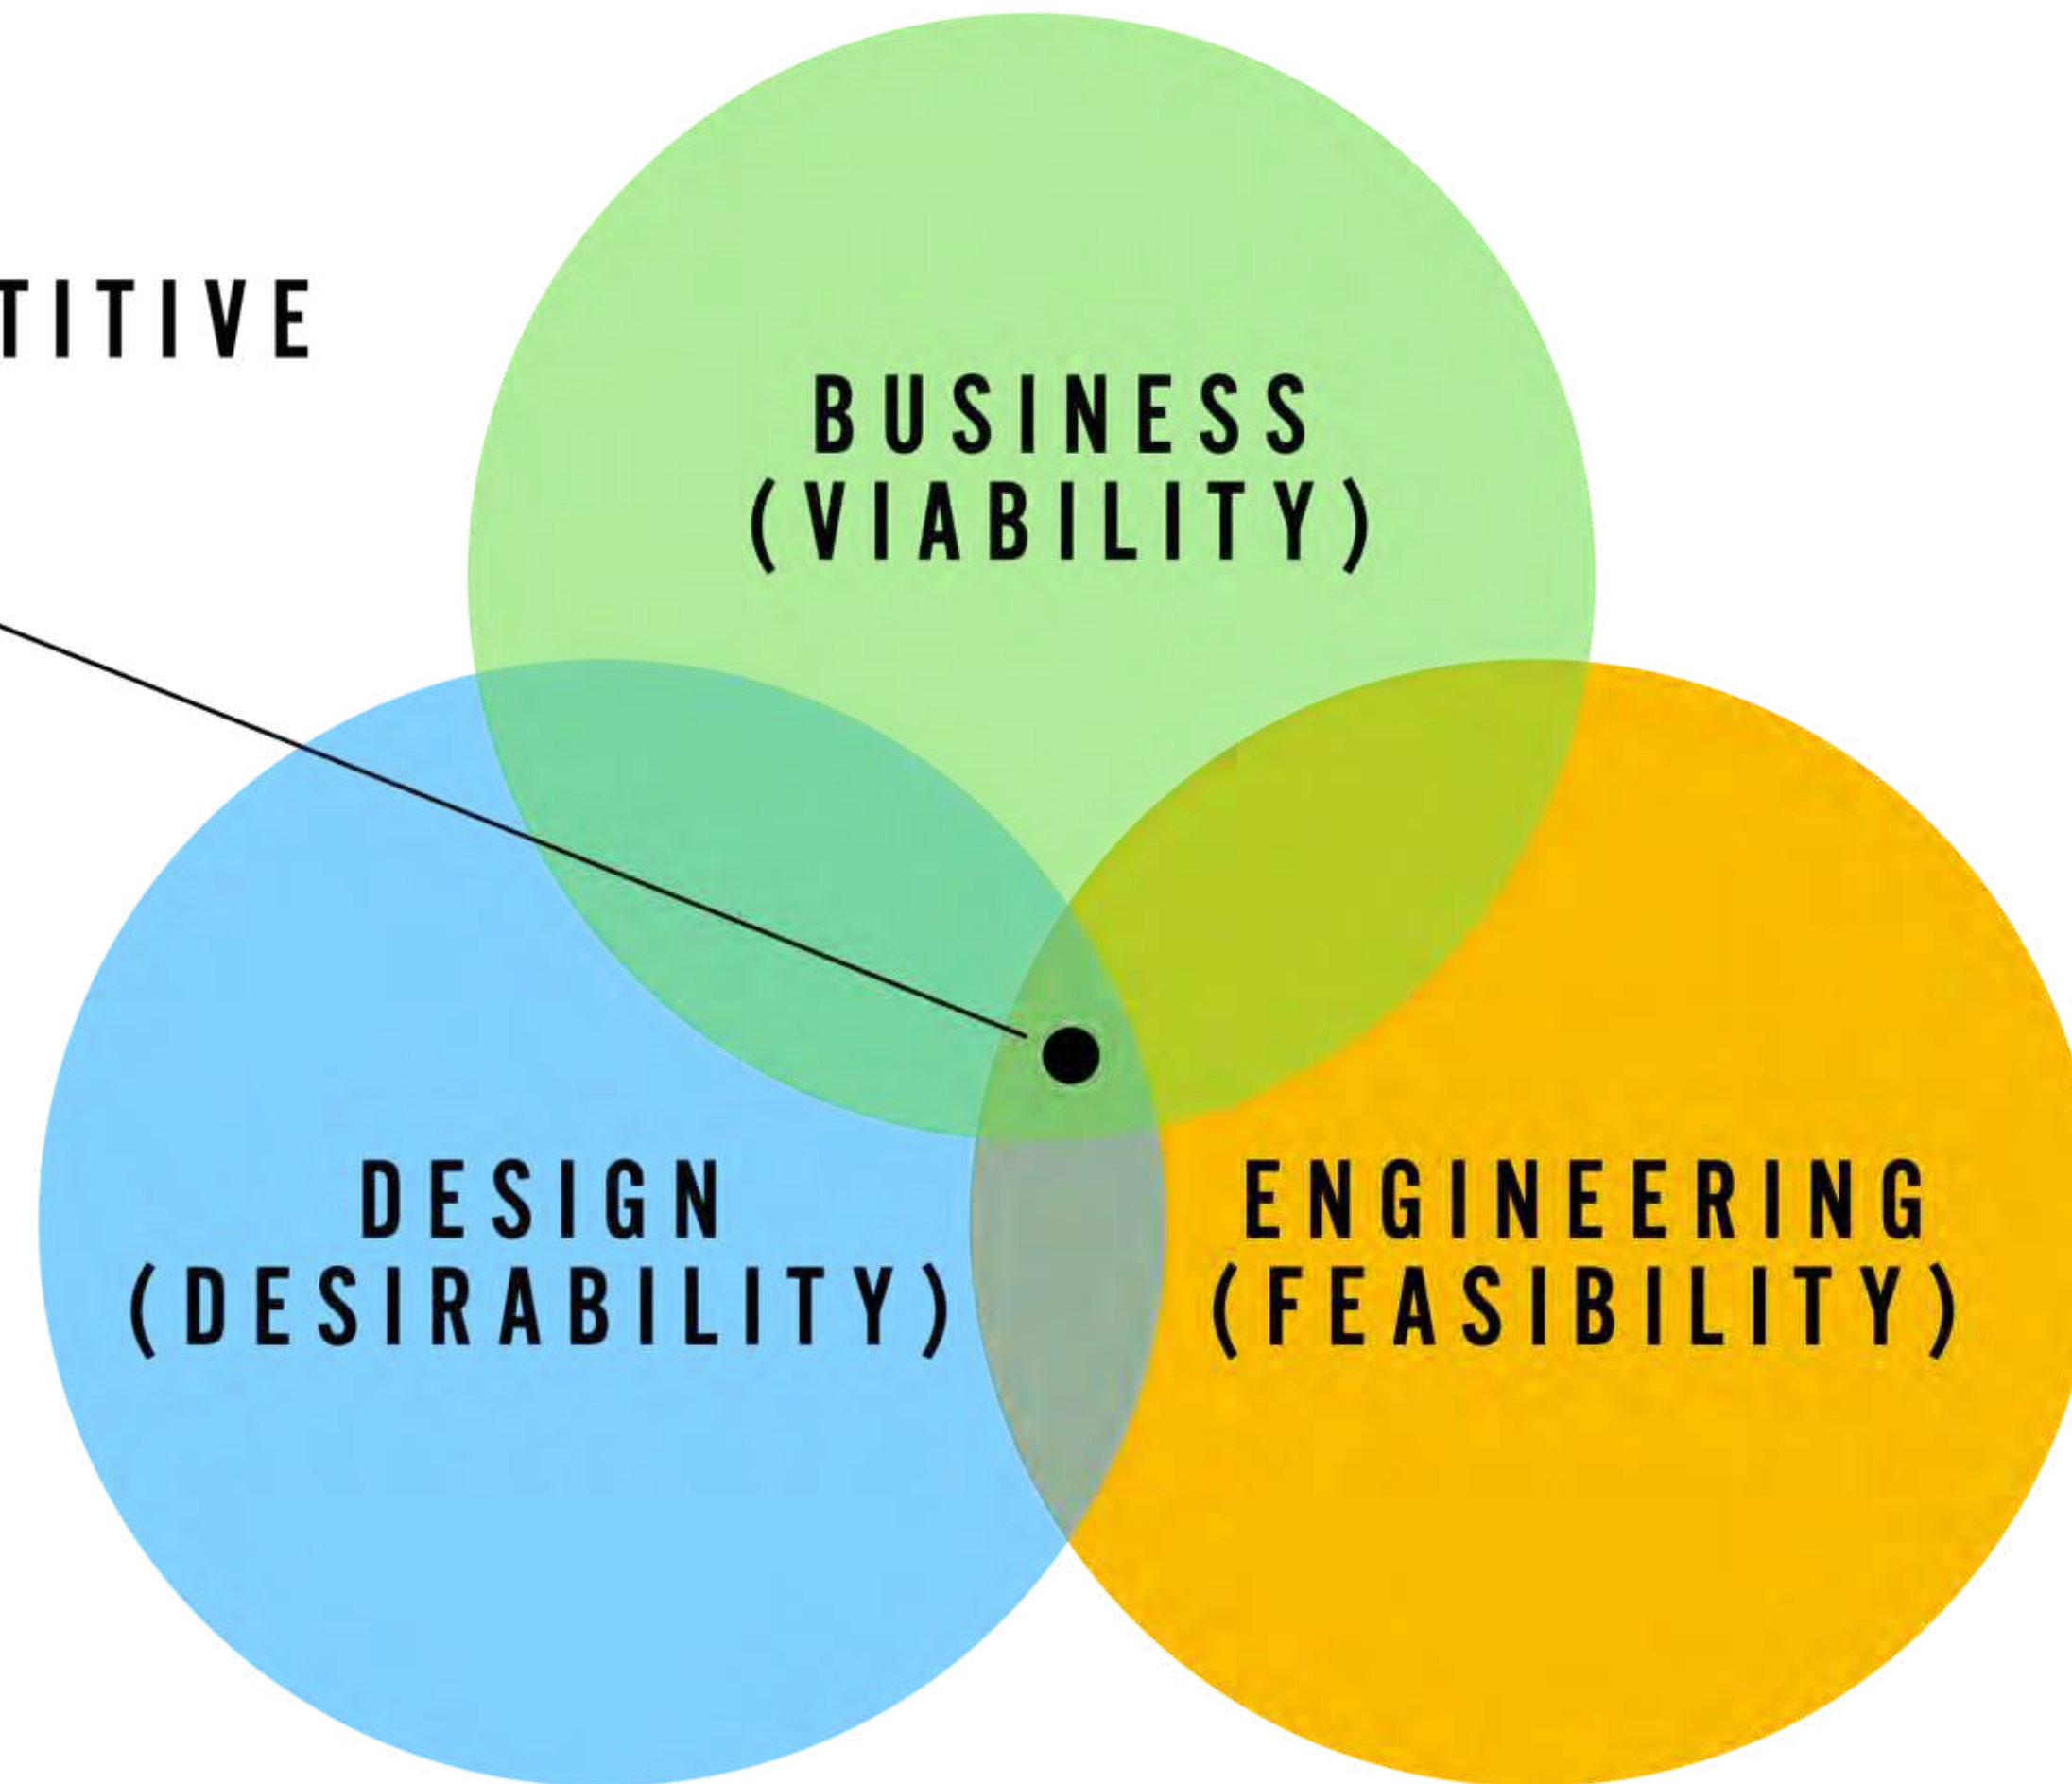 TITIVE
BUSINESS
(VIABILITY)
DESIGN
(DESIRABILITY)
ENGINEERING
(FEASIBILITY)